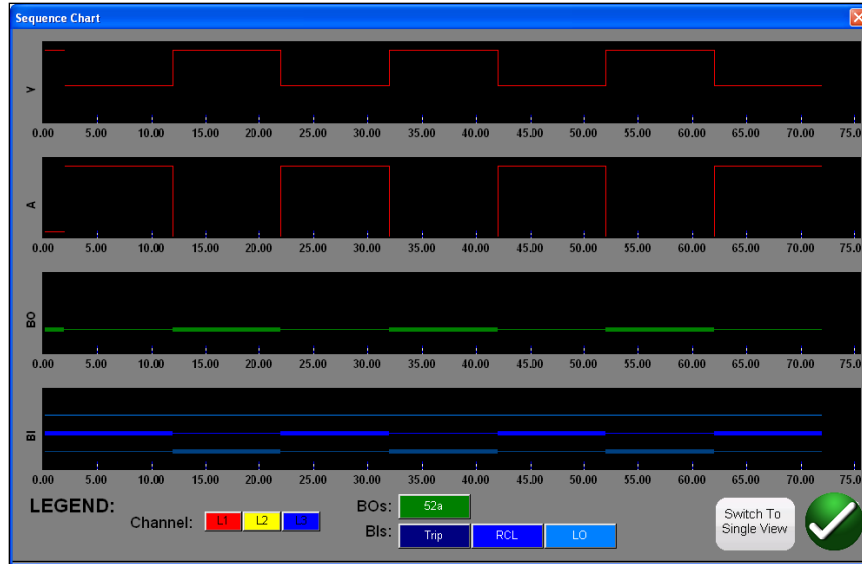 Sequence Chart
V
0.00 5.00 10.00 15.00 20.00 25.00 30.00 35.00 40.00 45.00 50.00 55.00 60.00 65.00 70.00 75.0
A
0.00 5.00 10.00 15.00 20.00 25.00 30.00 35.00 40.00 45.00 50.00 55.00 60.00 65.00 70.00 75.0
BO
0.00 5.00 10.00 15.00 20.00 25.00 30.00 35.00 40.00 45.00 50.00 55.00 60.00 65.00 70.00 75.0
BI
0.00 5.00 10.00 15.00 20.00 25.00 30.00 35.00 40.00 45.00 50.00 55.00 60.00 65.00 70.00 75.0
LEGEND:
Channel: L1 L2 L3
BOs: 52a
BIs: Trip RCL LO
Switch To
Single View